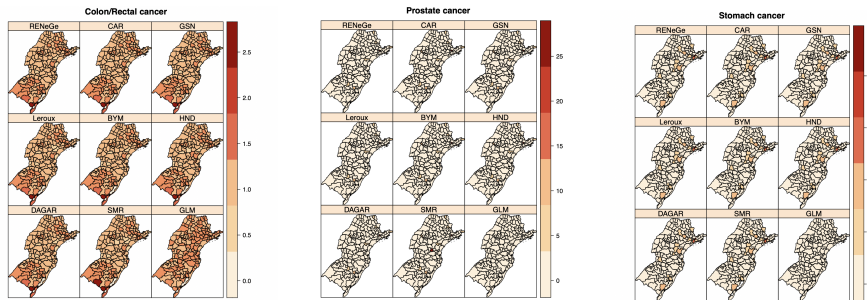 Colon/Rectal cancer
RENeGe CAR GSN
Leroux BYM HND
DAGAR SMR GLM
2.5
2.0
1.5
1.0
0.5
0.0
Prostate cancer
RENeGe CAR GSN
Leroux BYM HND
DAGAR SMR GLM
25
20
15
10
5
0
Stomach cancer
RENeGe CAR GSN
Leroux BYM HND
DAGAR SMR GLM